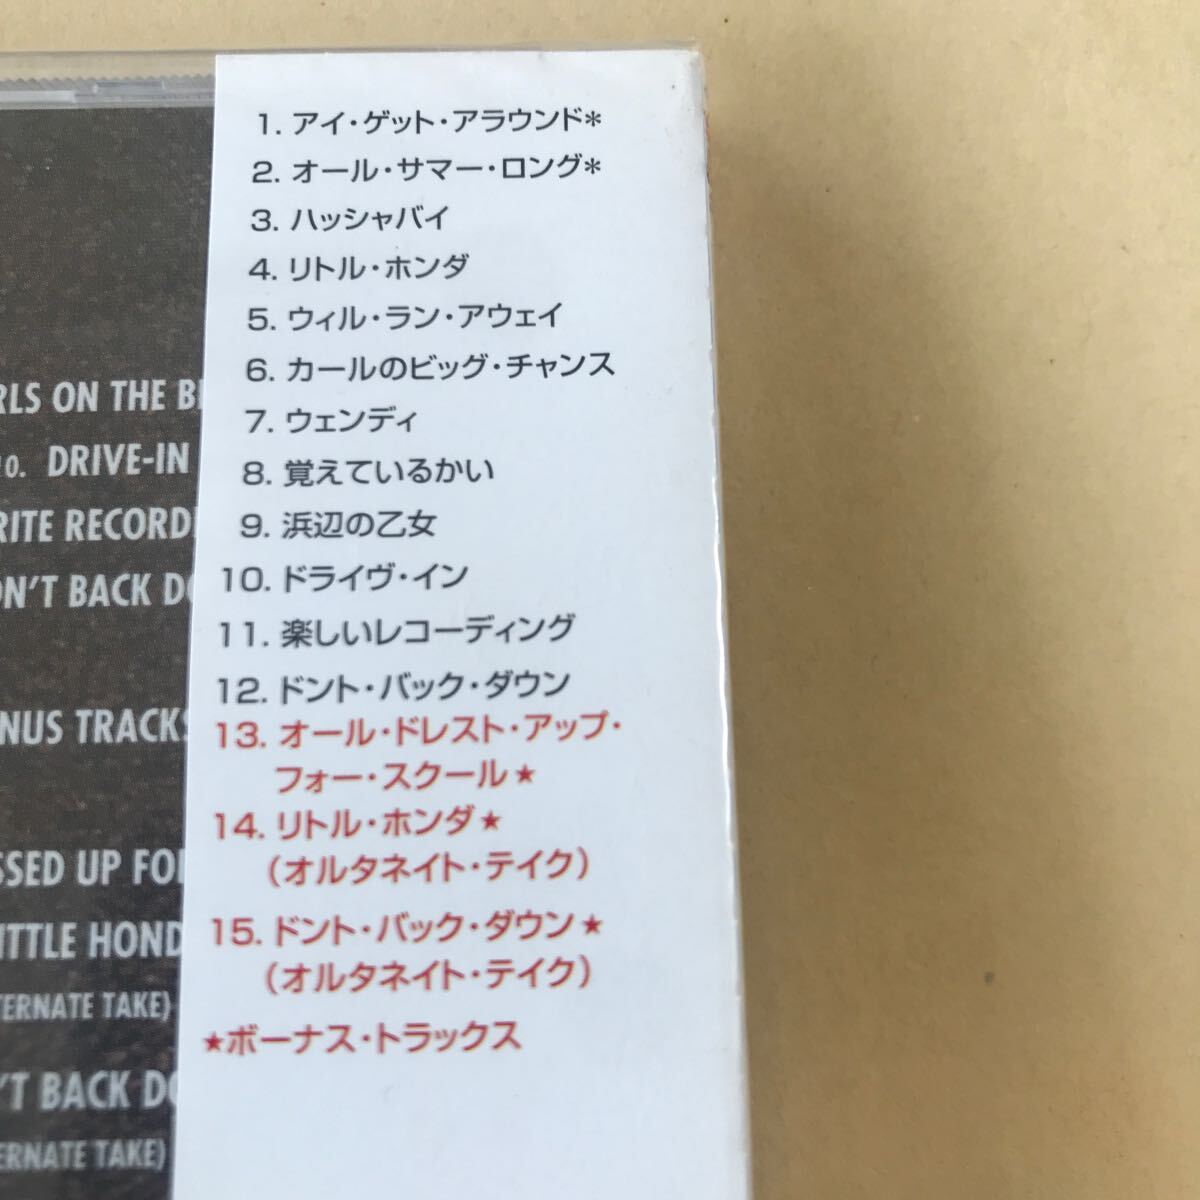 1. アイ・ゲット・アラウンド*
2. オール・サマー・ロング*
3. ハッシャバイ
4. リトル・ホンダ
5. ウィル・ラン・アウェイ
6. カールのビッグ・チャンス
7. ウェンディ
8. 覚えているかい
9. 浜辺の乙女
10. ドライヴ・イン
11. 楽しいレコーディング
12. ドント・バック・ダウン
13. オール・ドレスト・アップ・
フォー・スクール★
14. リトル・ホンダ★
(オルタネイト・テイク)
15. ドント・バック・ダウン★
(オルタネイト・テイク)
★ボーナス・トラックス
RLS ON THE B
10. DRIVE-IN
RITE RECORD
ON'T BACK DO
NUS TRACKS
SSED UP FO
ITTLE HOND
TERNATE TAKE)
'T BACK DO
ERNATE TAKE)